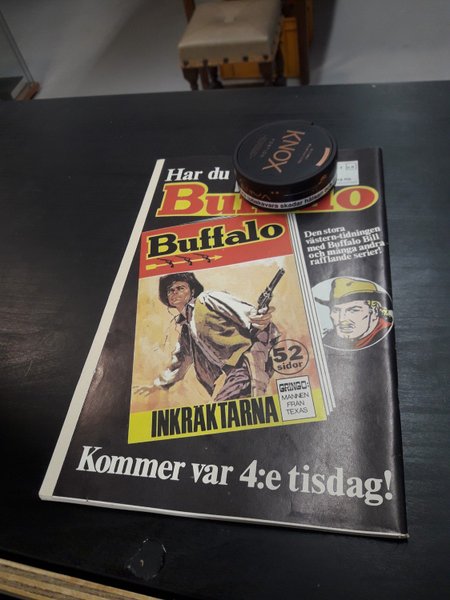 Har du
KNOX
Buffalo
Den stora
västern-tidningen
med Buffalo Bill
och många andra
rafflande serier!
Buffalo
52
sidor
GRINGO:
MANNEN
FRÅN
TEXAS
INKRÄKTARNA
Kommer var 4:e tisdag!